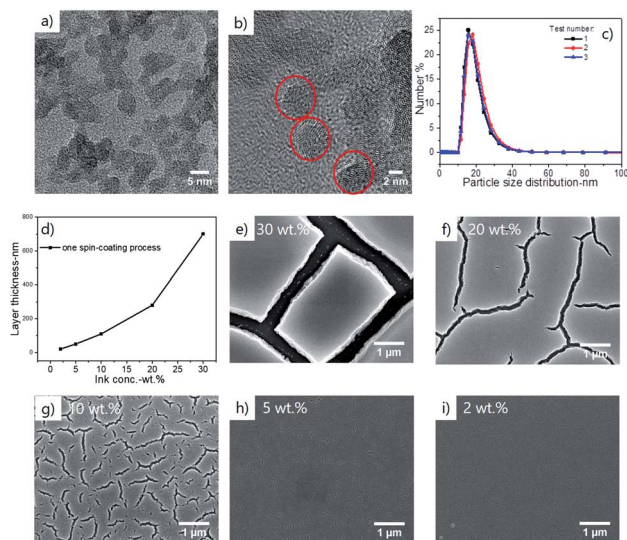 a)
5 nm
b)
2 nm
c)
Test number:
1
2
3
25
20
15
10
5
0
0 20 40 60 80 100
Number %
Particle size distribution-nm
d)
one spin-coating process
800
600
400
200
0
0 5 10 15 20 25 30
Layer thickness-nm
Ink conc.-wt.%
e) 30 wt.%
1 µm
f) 20 wt.%
1 µm
g) 10 wt.%
1 µm
h) 5 wt.%
1 µm
i) 2 wt.%
1 µm